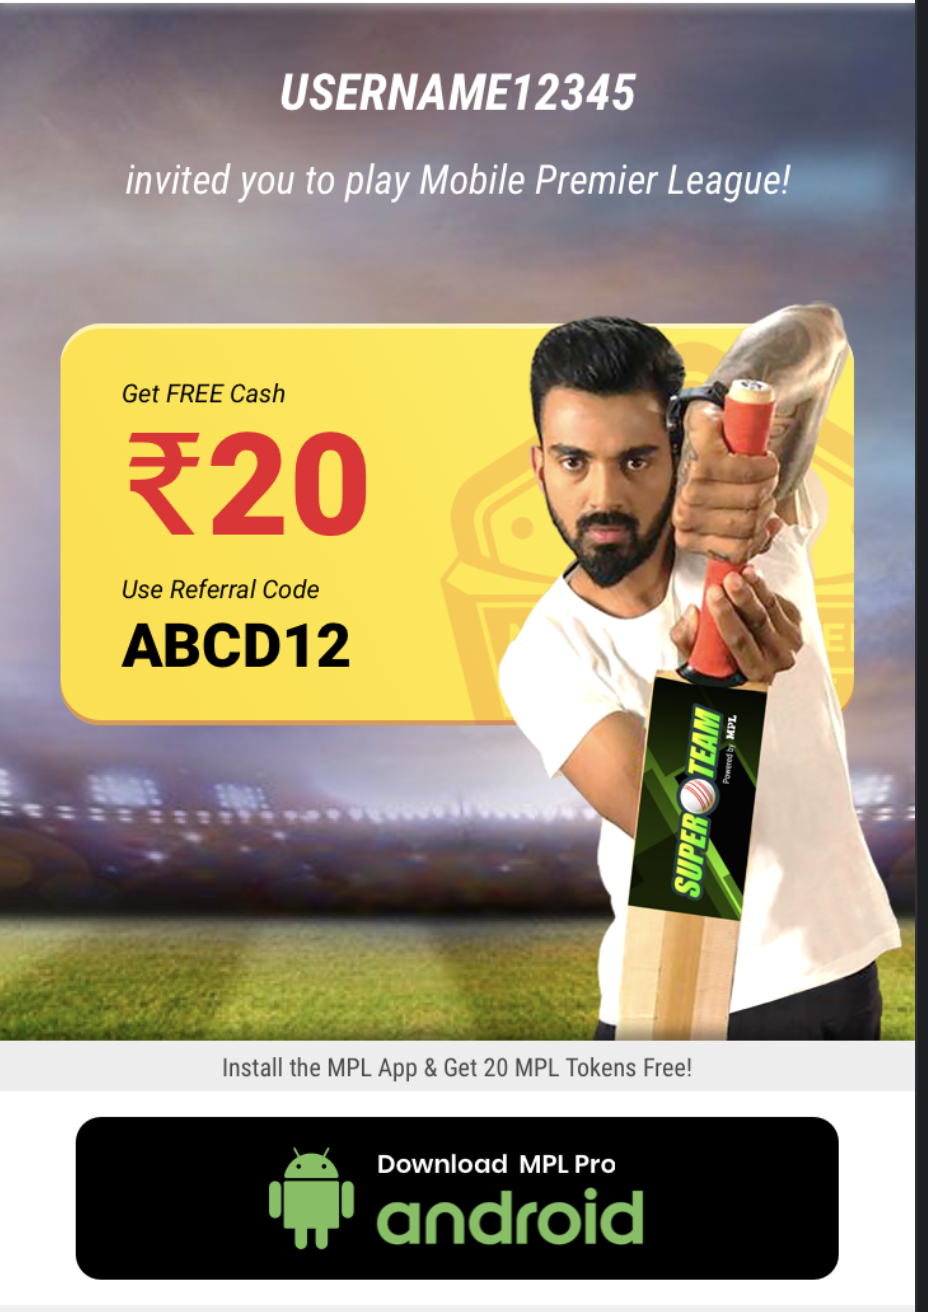 USERNAME12345
invited you to play Mobile Premier League!
Get FREE Cash
₹20
Use Referral Code
ABCD12
SUPER TEAM
Powered by MPL
Install the MPL App & Get 20 MPL Tokens Free!
Download MPL Pro
android